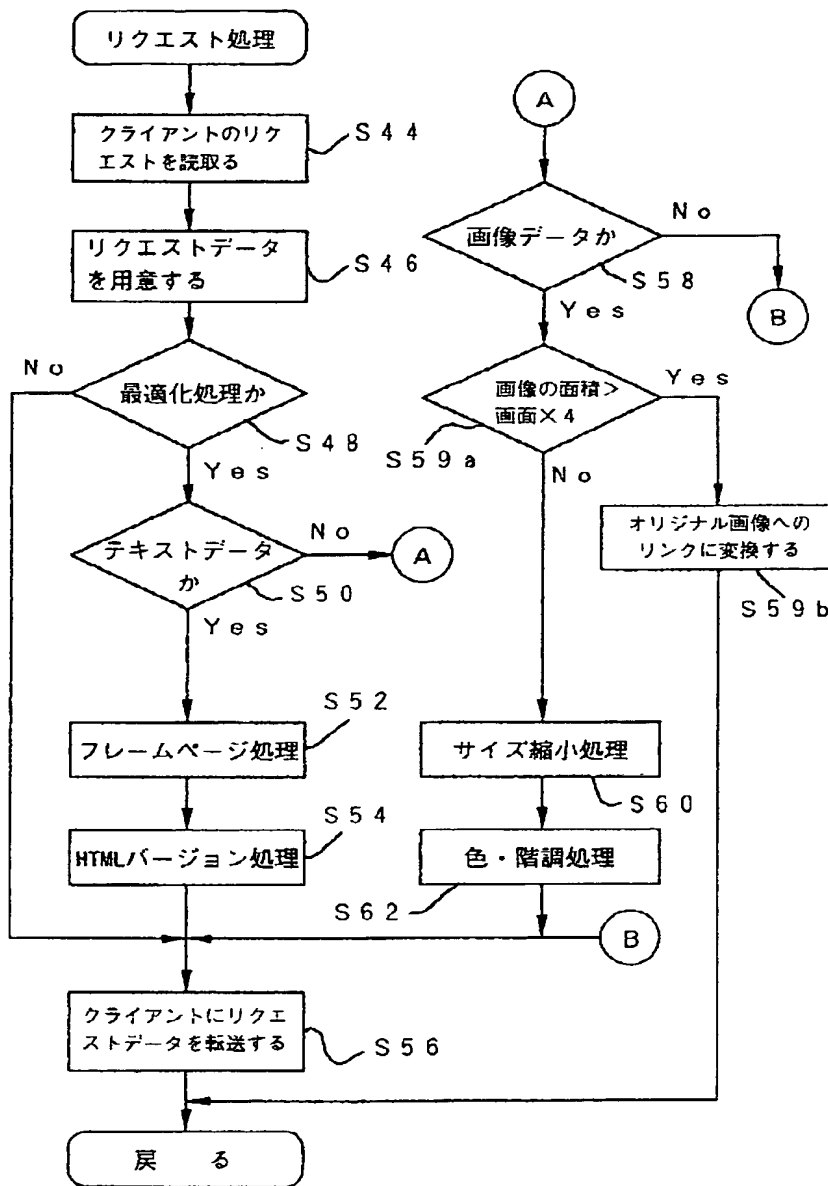 リクエスト処理
クライアントのリク
エストを読取る
S44
リクエストデータ
を用意する
S46
No
最適化処理か
S48
Yes
テキストデータ
か
No
A
S50
Yes
S52
フレームページ処理
S54
HTMLバージョン処理
クライアントにリクエ
ストデータを転送する
S56
戻る
A
画像データか
No
S58
B
Yes
画像の面積>
画面×4
Yes
S59a
No
オリジナル画像への
リンクに変換する
S59b
サイズ縮小処理
S60
色・階調処理
S62
B